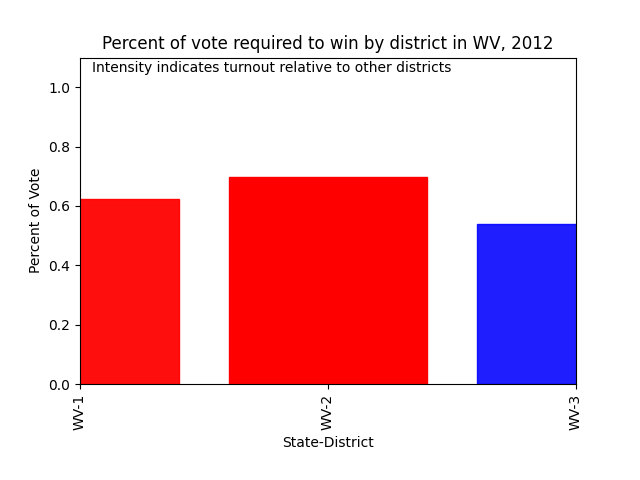 Percent of vote required to win by district in WV, 2012
Intensity indicates turnout relative to other districts
1.0
0.8
0.6
0.4
0.2
0.0
Percent of Vote
WV-1
WV-2
WV-3
State-District